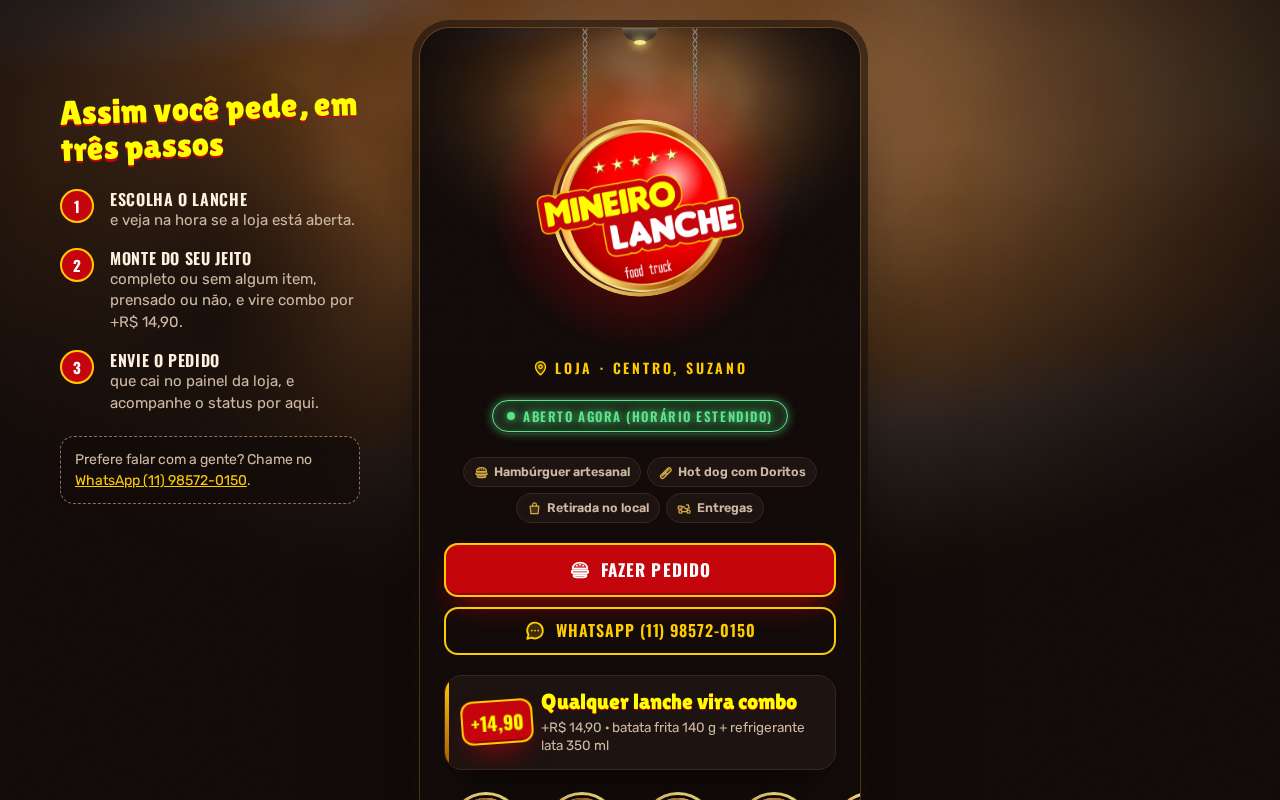 Assim você pede, em
três passos
1
ESCOLHA O LANCHE
e veja na hora se a loja está aberta.
2
MONTE DO SEU JEITO
completo ou sem algum item,
prensado ou não, e vire combo por
+R$ 14,90.
3
ENVIE O PEDIDO
que cai no painel da loja, e
acompanhe o status por aqui.
Prefere falar com a gente? Chame no
WhatsApp (11) 98572-0150.
MINEIRO
LANCHE
food truck
LOJA · CENTRO, SUZANO
ABERTO AGORA (HORÁRIO ESTENDIDO)
Hambúrguer artesanal
Hot dog com Doritos
Retirada no local
Entregas
FAZER PEDIDO
WHATSAPP (11) 98572-0150
+14,90
Qualquer lanche vira combo
+R$ 14,90 · batata frita 140 g + refrigerante
lata 350 ml